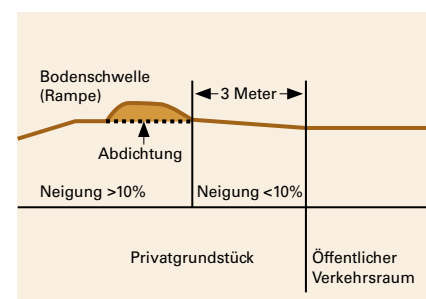 Bodenschwelle
(Rampe)
3 Meter
Abdichtung
Neigung >10%
Neigung <10%
Privatgrundstück
Öffentlicher
Verkehrsraum